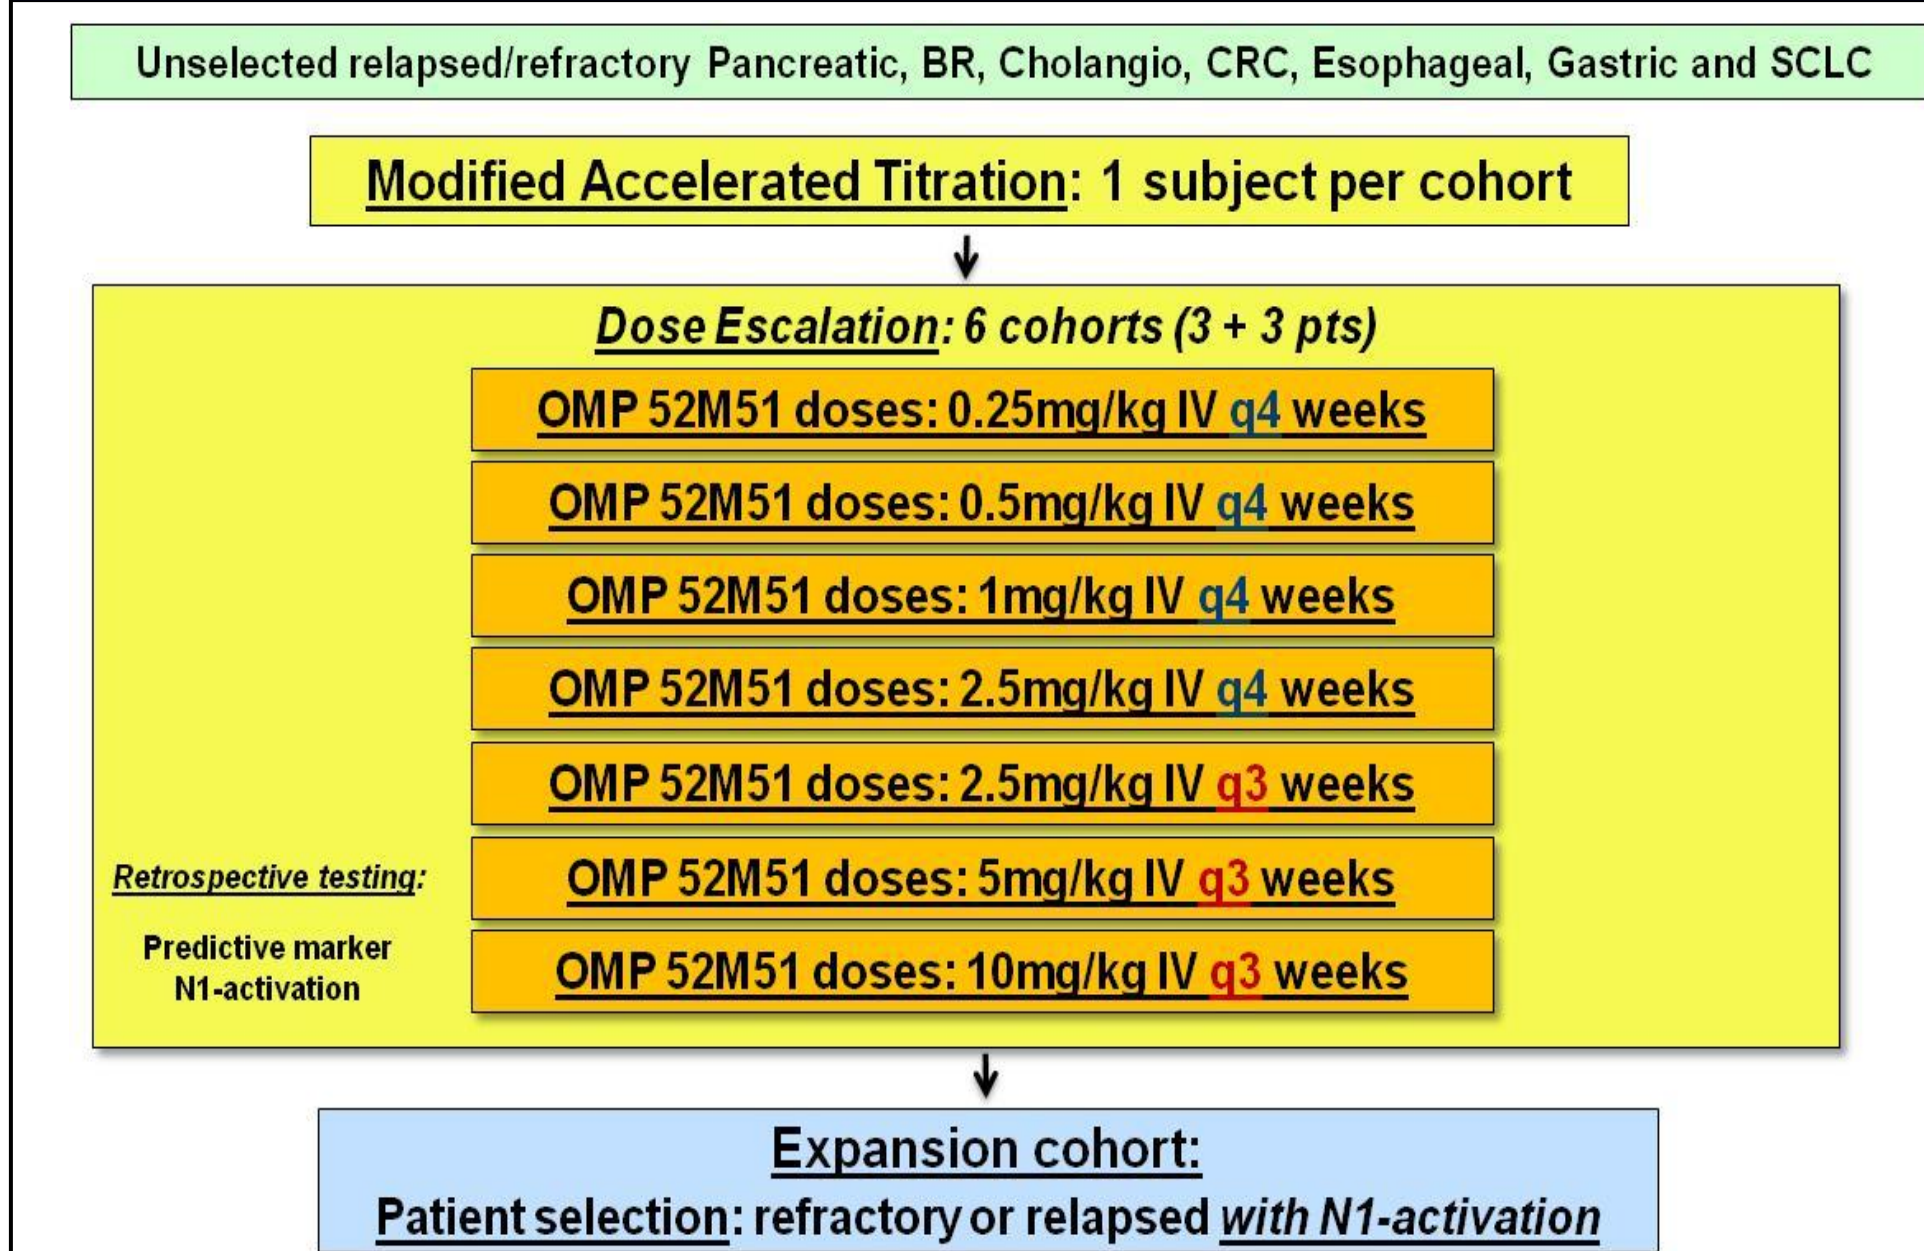 Unselected relapsed/refractory Pancreatic, BR, Cholangio, CRC, Esophageal, Gastric and SCLC
Modified Accelerated Titration: 1 subject per cohort
Dose Escalation: 6 cohorts (3 + 3 pts)
OMP 52M51 doses: 0.25mg/kg IV q4 weeks
OMP 52M51 doses: 0.5mg/kg IV q4 weeks
OMP 52M51 doses: 1mg/kg IV q4 weeks
OMP 52M51 doses: 2.5mg/kg IV q4 weeks
OMP 52M51 doses: 2.5mg/kg IV q3 weeks
OMP 52M51 doses: 5mg/kg IV q3 weeks
OMP 52M51 doses: 10mg/kg IV q3 weeks
Retrospective testing:
Predictive marker
N1-activation
Expansion cohort:
Patient selection: refractory or relapsed with N1-activation